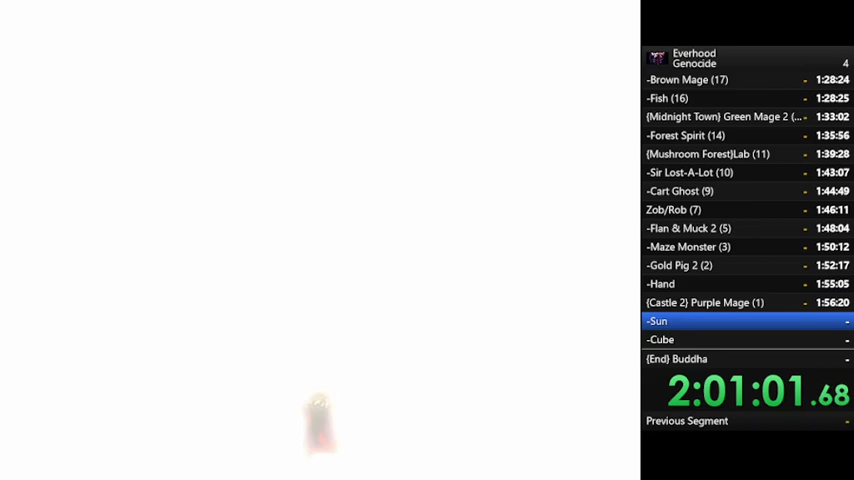 Everhood
Genocide 4
-Brown Mage (17) - 1:28:24
-Fish (16) - 1:28:25
{Midnight Town} Green Mage 2 (... - 1:33:02
-Forest Spirit (14) - 1:35:56
{Mushroom Forest}Lab (11) - 1:39:28
-Sir Lost-A-Lot (10) - 1:43:07
-Cart Ghost (9) - 1:44:49
Zob/Rob (7) - 1:46:11
-Flan & Muck 2 (5) - 1:48:04
-Maze Monster (3) - 1:50:12
-Gold Pig 2 (2) - 1:52:17
-Hand - 1:55:05
{Castle 2} Purple Mage (1) - 1:56:20
-Sun -
-Cube -
{End} Buddha -
2:01:01.68
Previous Segment -